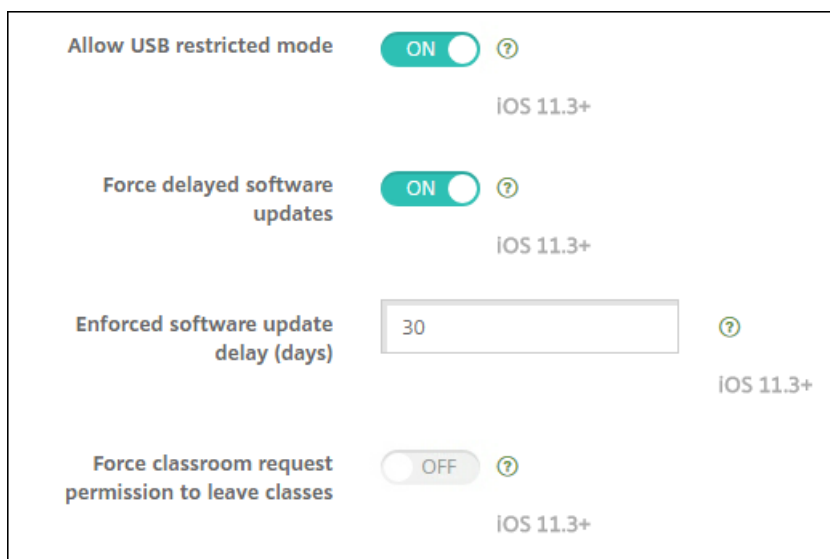 Allow USB restricted mode ON ?
iOS 11.3+
Force delayed software
updates ON ?
iOS 11.3+
Enforced software update
delay (days) 30 ?
iOS 11.3+
Force classroom request
permission to leave classes OFF ?
iOS 11.3+